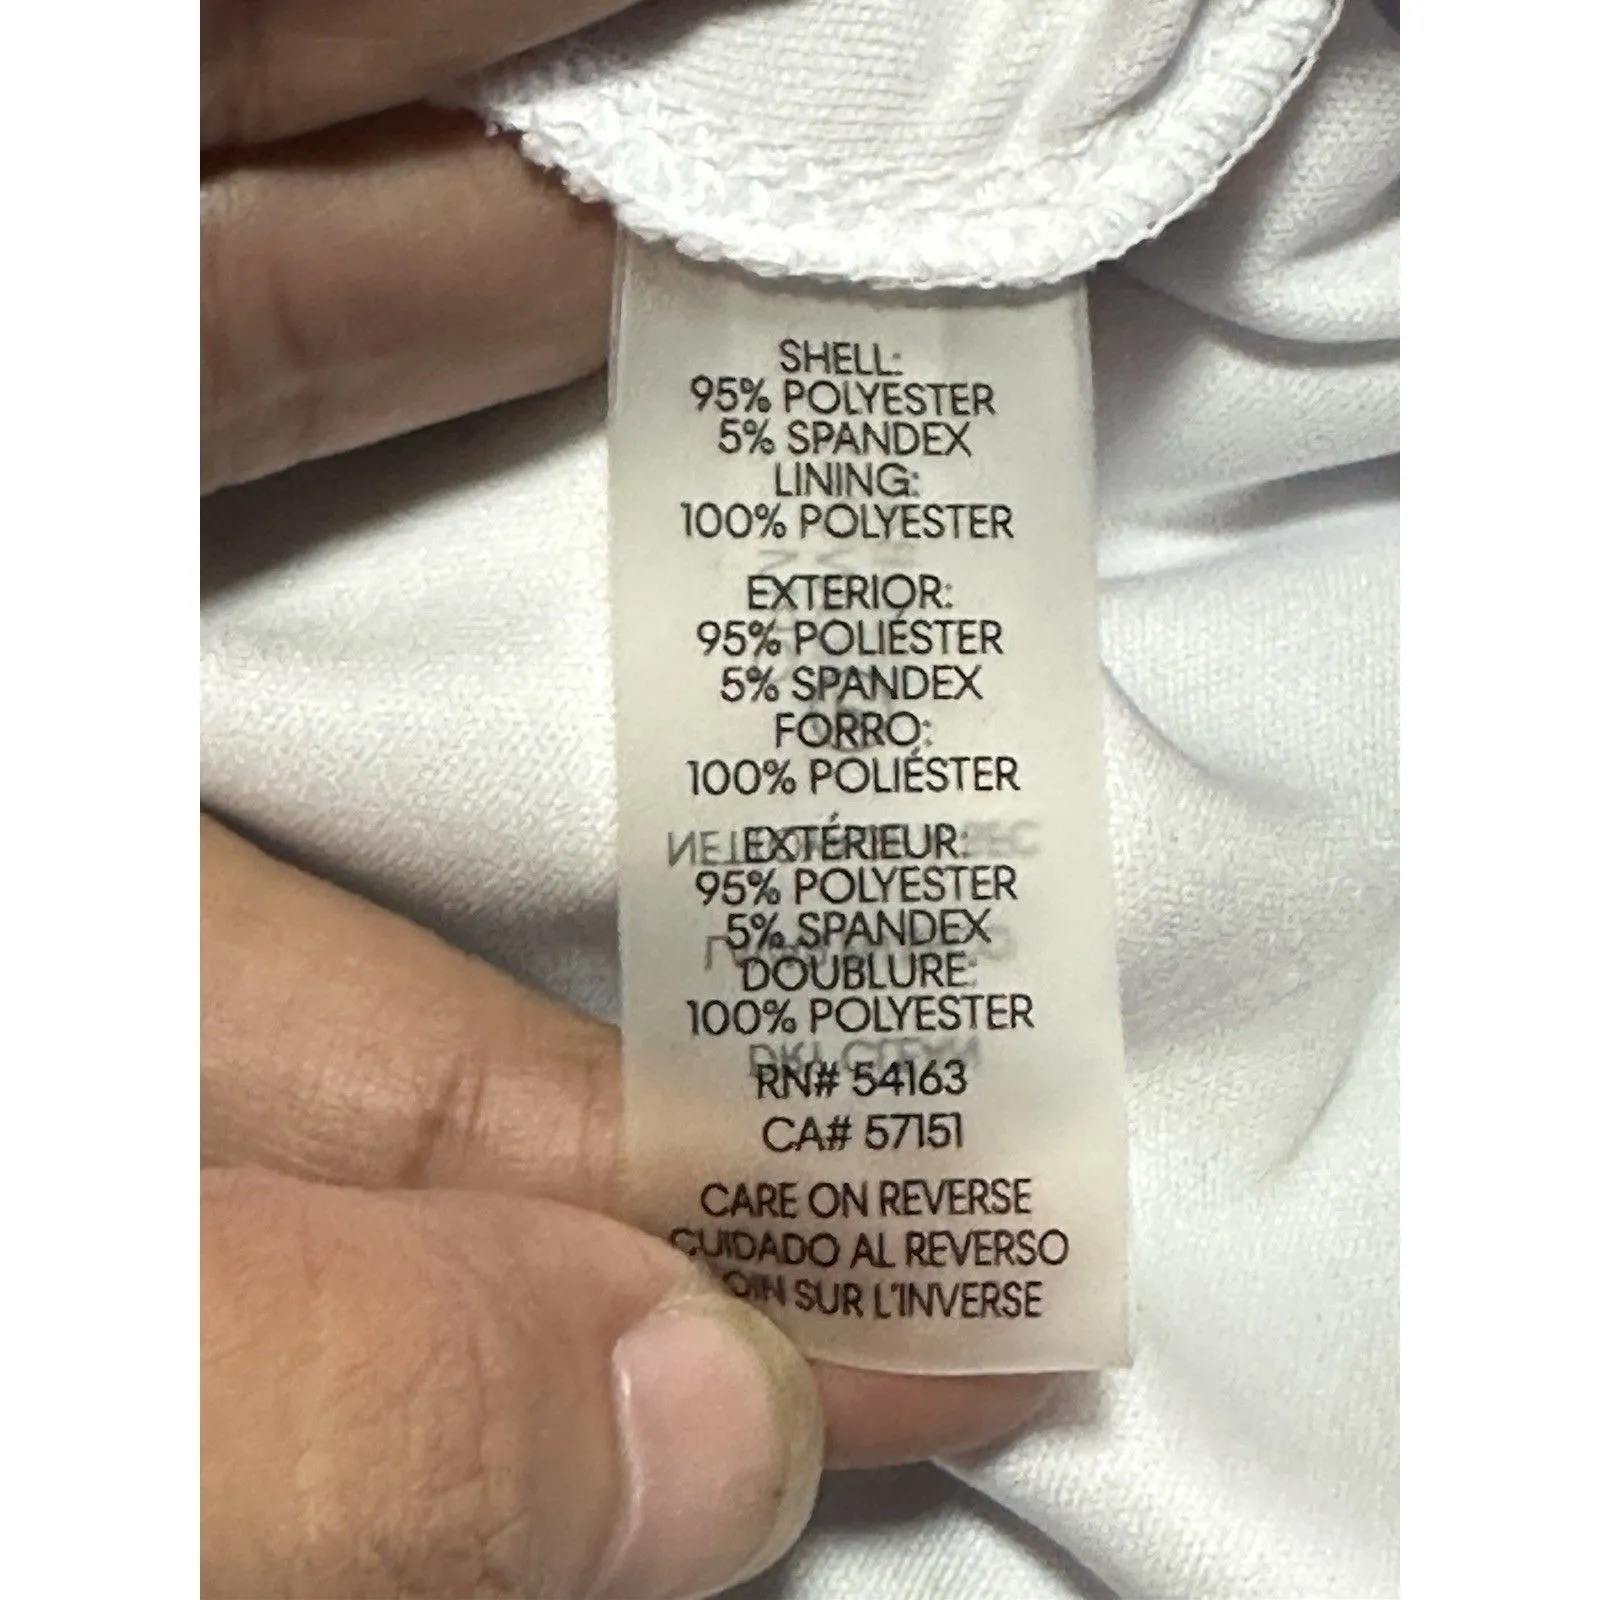 SHELL:
95% POLYESTER
5% SPANDEX
LINING:
100% POLYESTER
EXTERIOR:
95% POLIÉSTER
5% SPANDEX
FORRO:
100% POLIÉSTER
EXTÉRIEUR:
95% POLYESTER
5% SPANDEX
DOUBLURE:
100% POLYESTER
RN# 54163
CA# 57151
CARE ON REVERSE
CUIDADO AL REVERSO
SUR L'INVERSE